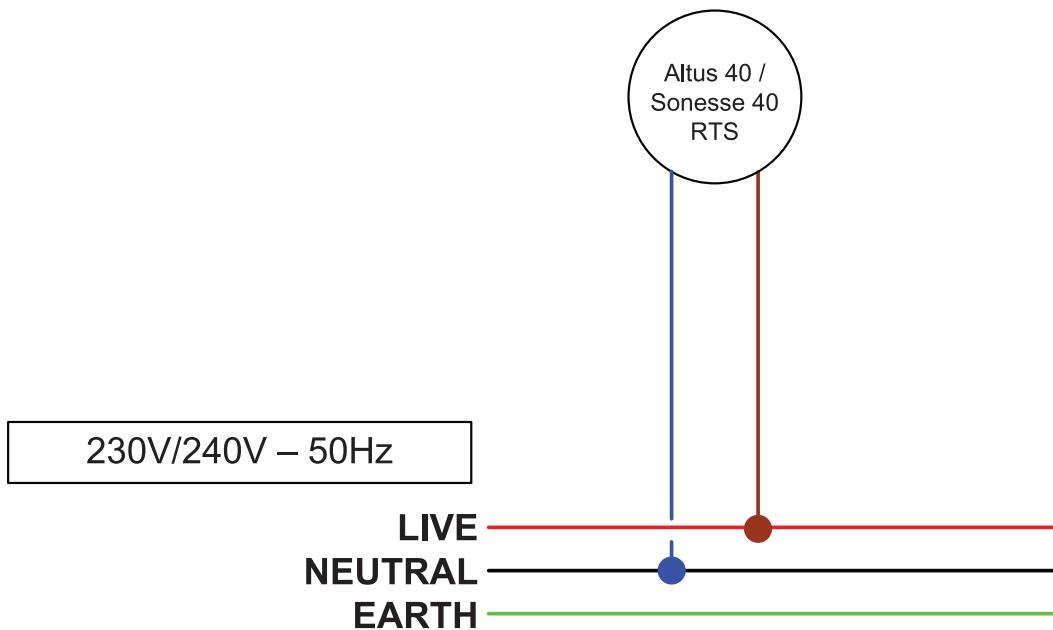 Altus 40 /
Sonesse 40
RTS
230V/240V – 50Hz
LIVE
NEUTRAL
EARTH